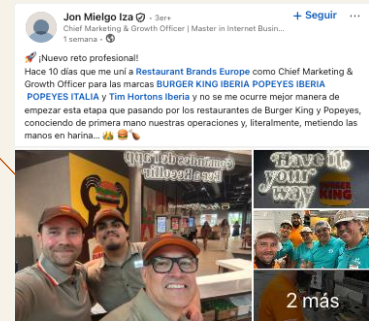 Jon Mielgo Iza · 3er+
+ Seguir ...
Chief Marketing & Growth Officer | Master in Internet Busin...
1 semana ·
🚀 ¡Nuevo reto profesional!
Hace 10 días que me uní a Restaurant Brands Europe como Chief Marketing &
Growth Officer para las marcas BURGER KING IBERIA POPEYES IBERIA
POPEYES ITALIA y Tim Hortons Iberia y no se me ocurre mejor manera de
empezar esta etapa que pasando por los restaurantes de Burger King y Popeyes,
conociendo de primera mano nuestras operaciones y, literalmente, metiendo las
manos en harina... 👑 🍔 🍗
Have it
your
way
BURGER
KING
2 más